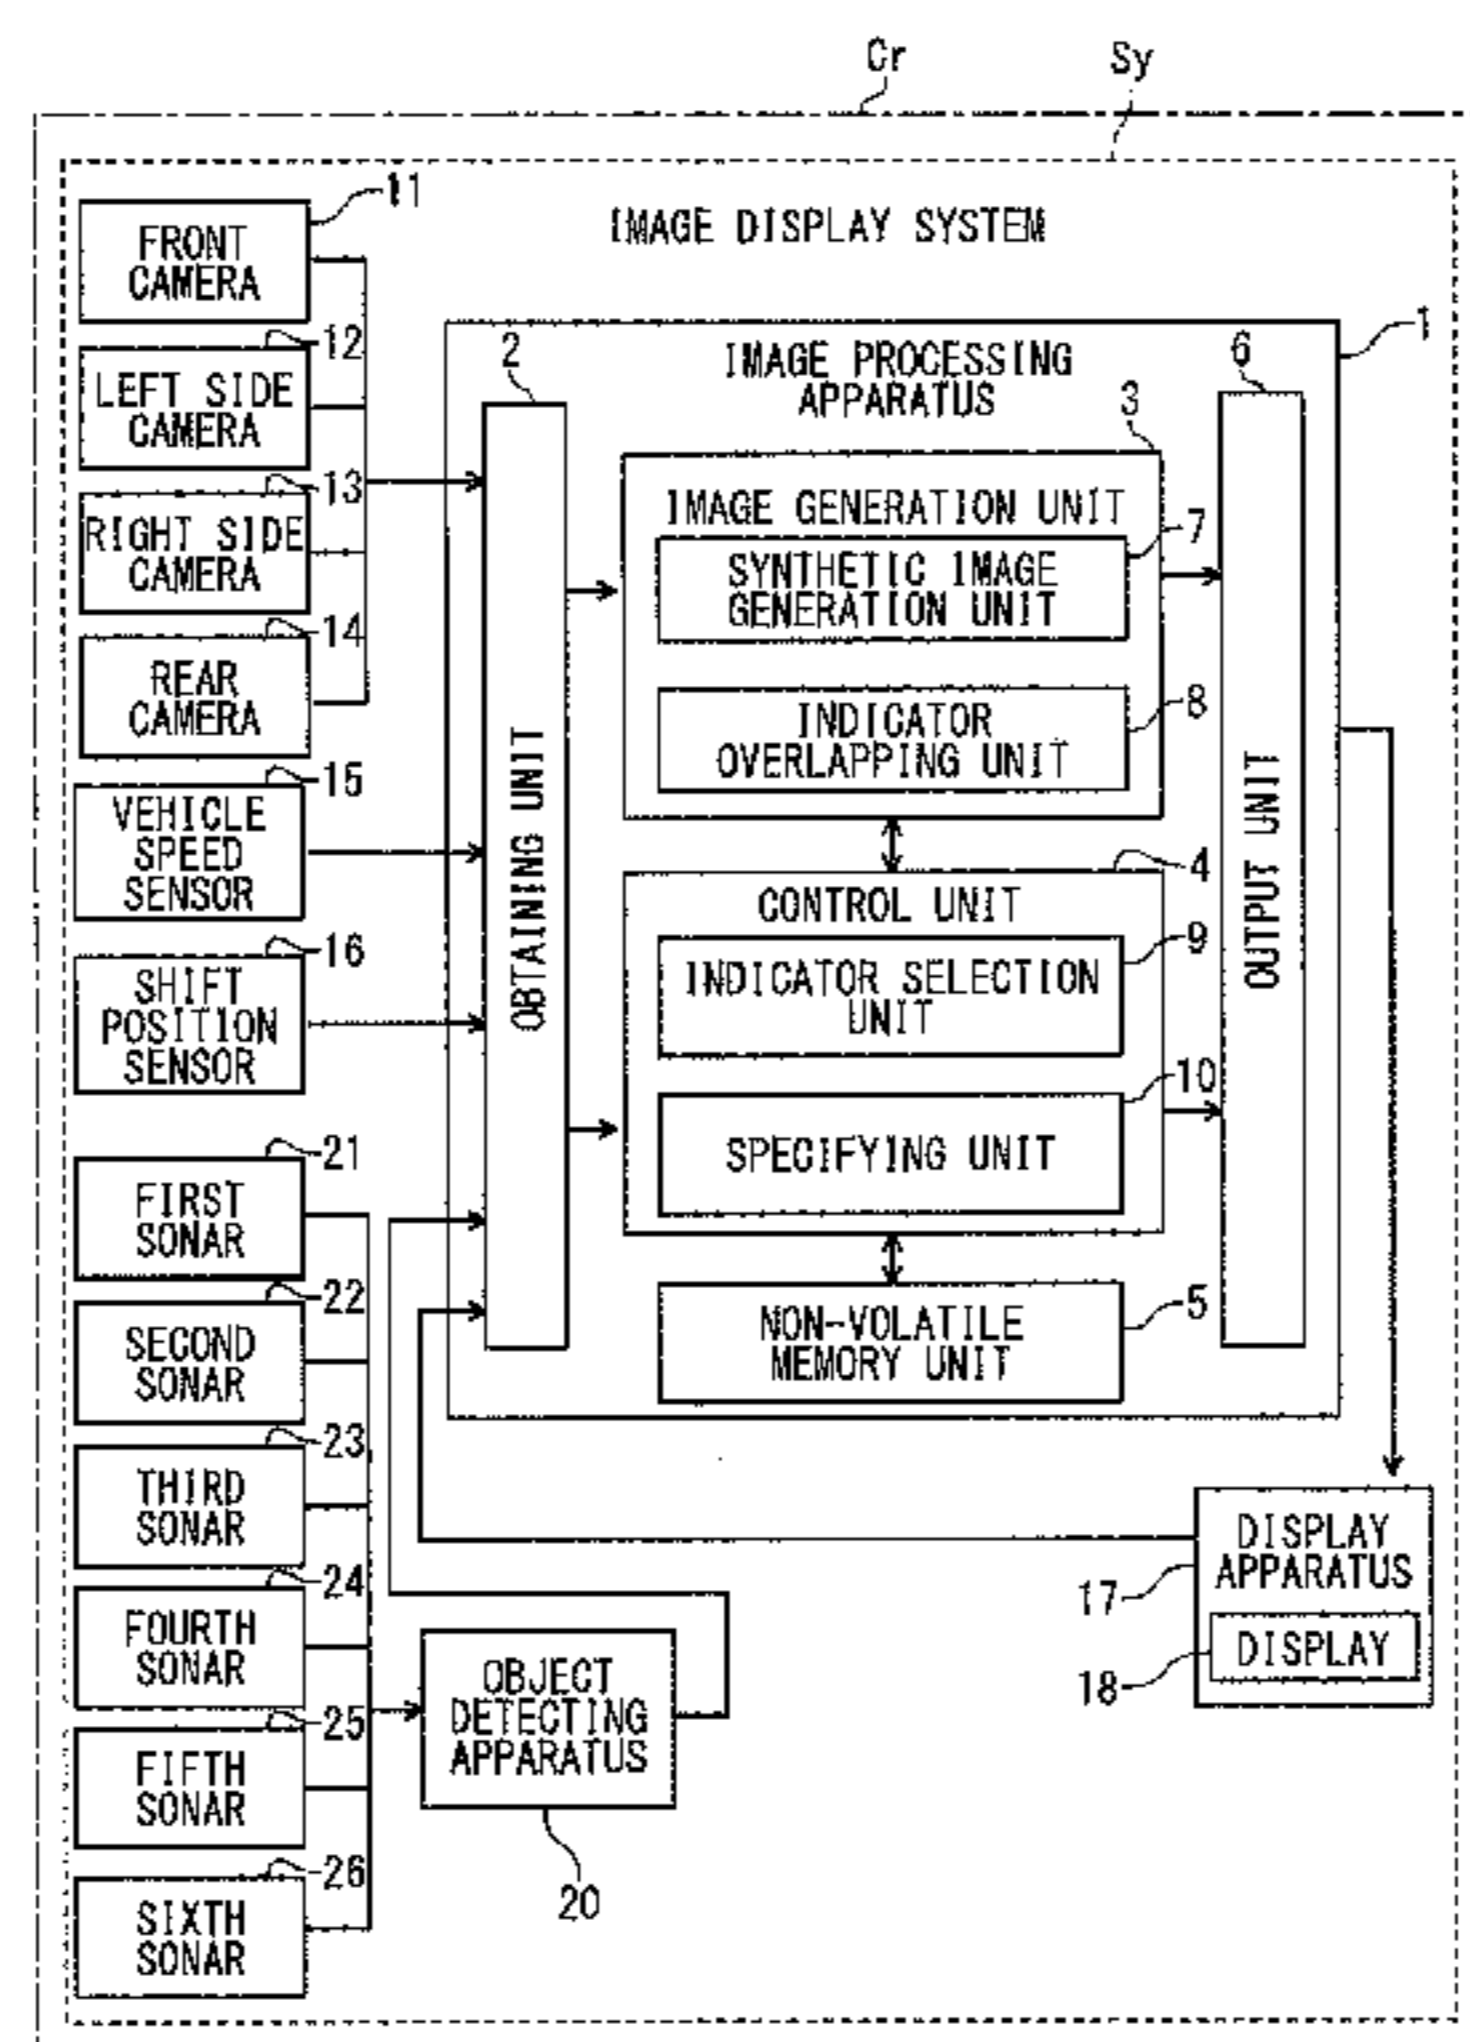 Cr
Sy
IMAGE DISPLAY SYSTEM
11
FRONT
CAMERA
12
LEFT SIDE
CAMERA
13
RIGHT SIDE
CAMERA
14
REAR
CAMERA
15
VEHICLE
SPEED
SENSOR
16
SHIFT
POSITION
SENSOR
21
FIRST
SONAR
22
SECOND
SONAR
23
THIRD
SONAR
24
FOURTH
SONAR
25
FIFTH
SONAR
26
SIXTH
SONAR
1
IMAGE PROCESSING
APPARATUS
2
OBTAINING UNIT
3
IMAGE GENERATION UNIT
7
SYNTHETIC IMAGE
GENERATION UNIT
8
INDICATOR
OVERLAPPING UNIT
4
CONTROL UNIT
9
INDICATOR SELECTION
UNIT
10
SPECIFYING UNIT
5
NON-VOLATILE
MEMORY UNIT
6
OUTPUT UNIT
OBJECT
DETECTING
APPARATUS
20
DISPLAY
APPARATUS
17
DISPLAY
18